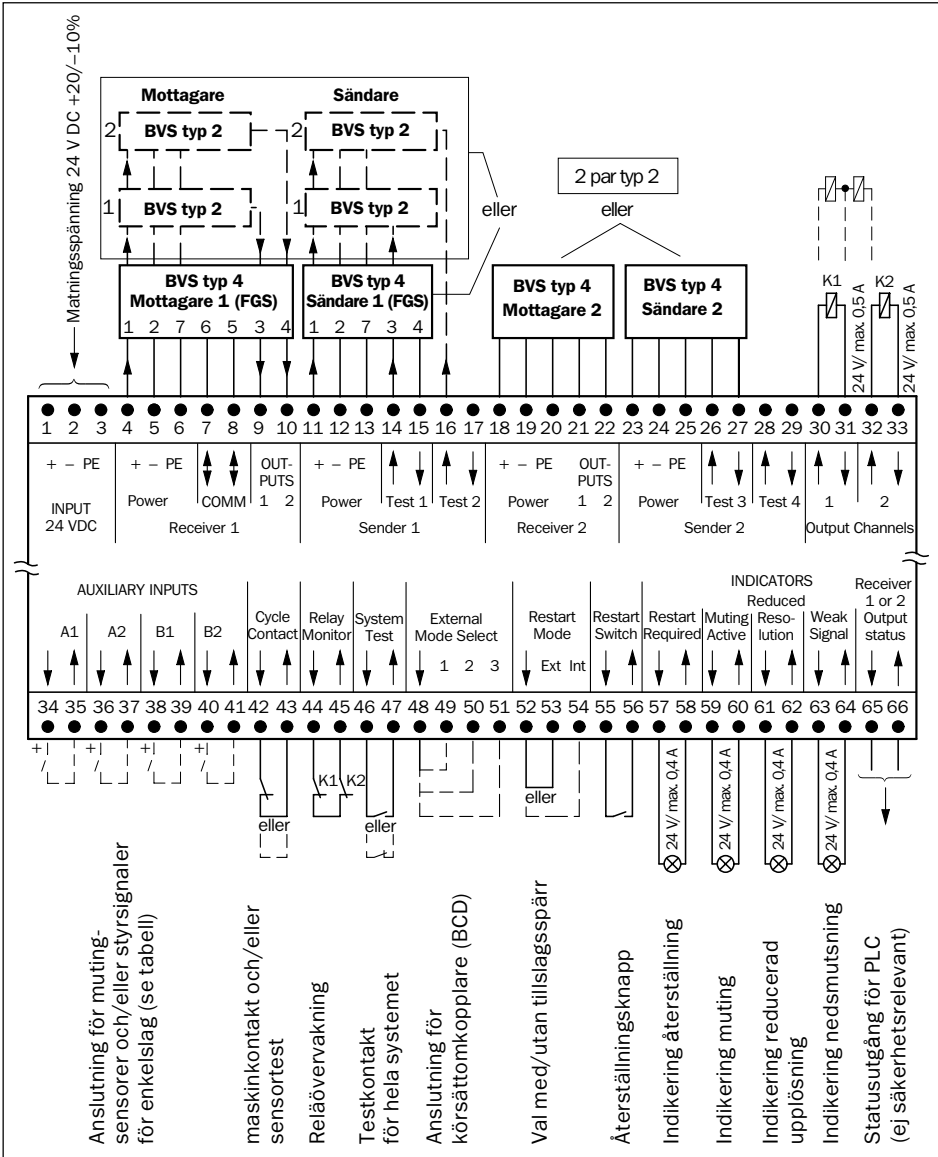 Matningsspänning 24 V DC +20/–10%
Mottagare
Sändare
2 BVS typ 2
2 BVS typ 2
1 BVS typ 2
1 BVS typ 2
eller
2 par typ 2
eller
BVS typ 4
Mottagare 1 (FGS)
1 2 7 6 5 3 4
BVS typ 4
Sändare 1 (FGS)
1 2 7 3 4
BVS typ 4
Mottagare 2
BVS typ 4
Sändare 2
K1
24 V/ max. 0,5 A
K2
24 V/ max. 0,5 A
1 2 3 4 5 6 7 8 9 10 11 12 13 14 15 16 17 18 19 20 21 22 23 24 25 26 27 28 29 30 31 32 33
+ – PE
INPUT
24 VDC
+ – PE
Power
COMM
OUT-
PUTS
1 2
Receiver 1
+ – PE
Power
Test 1
Test 2
Sender 1
+ – PE
Power
OUT-
PUTS
1 2
Receiver 2
+ – PE
Power
Test 3
Test 4
Sender 2
1 2
Output Channels
AUXILIARY INPUTS
A1 A2 B1 B2
Cycle
Contact
Relay
Monitor
System
Test
External
Mode Select
1 2 3
Restart
Mode
Ext Int
Restart
Switch
INDICATORS
Restart
Required
Muting
Active
Reduced
Reso-
lution
Weak
Signal
Receiver
1 or 2
Output
status
34 35 36 37 38 39 40 41 42 43 44 45 46 47 48 49 50 51 52 53 54 55 56 57 58 59 60 61 62 63 64 65 66
+ + + +
eller
K1 K2
eller
eller
24 V/ max. 0,4 A
24 V/ max. 0,4 A
24 V/ max. 0,4 A
24 V/ max. 0,4 A
Anslutning för muting-
sensorer och/eller styrsignaler
för enkelslag (se tabell)
maskinkontakt och/eller
sensortest
Reläövervakning
Testkontakt
för hela systemet
Anslutning för
körsättomkopplare (BCD)
Val med/utan tillslagsspärr
Återställningsknapp
Indikering återställning
Indikering muting
Indikering reducerad
upplösning
Indikering nedsmutsning
Statusutgång för PLC
(ej säkerhetsrelevant)